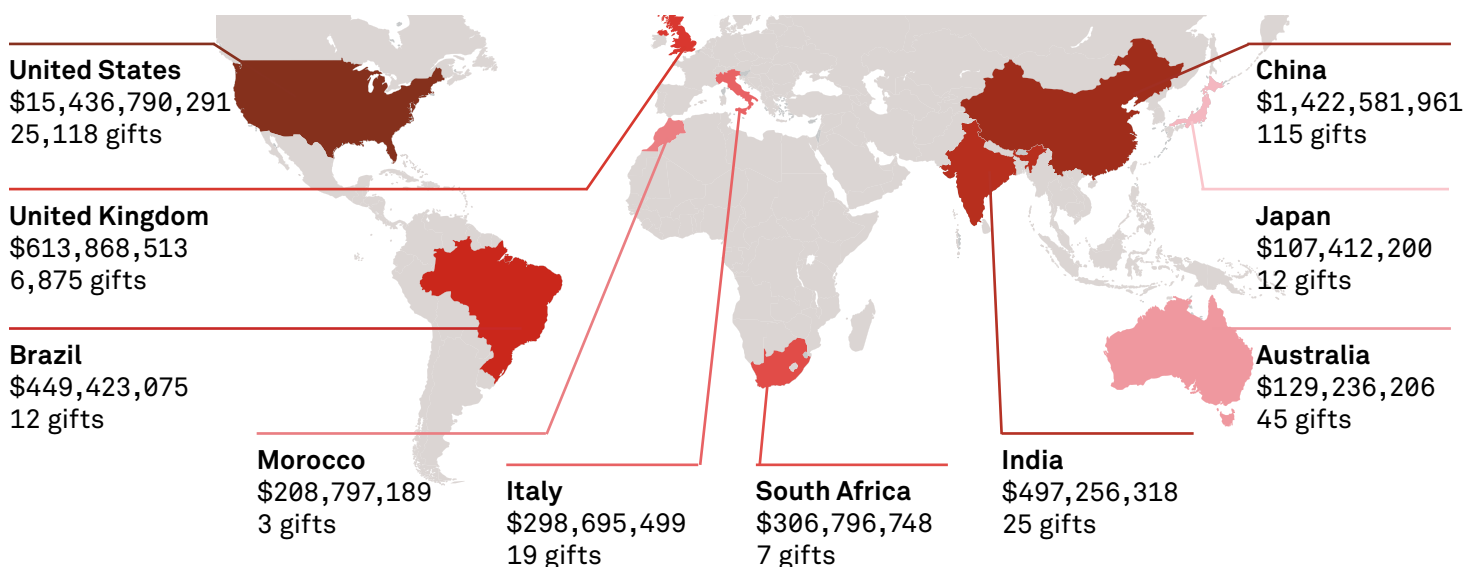 United States
$15,436,790,291
25,118 gifts
United Kingdom
$613,868,513
6,875 gifts
Brazil
$449,423,075
12 gifts
Morocco
$208,797,189
3 gifts
Italy
$298,695,499
19 gifts
South Africa
$306,796,748
7 gifts
India
$497,256,318
25 gifts
China
$1,422,581,961
115 gifts
Japan
$107,412,200
12 gifts
Australia
$129,236,206
45 gifts